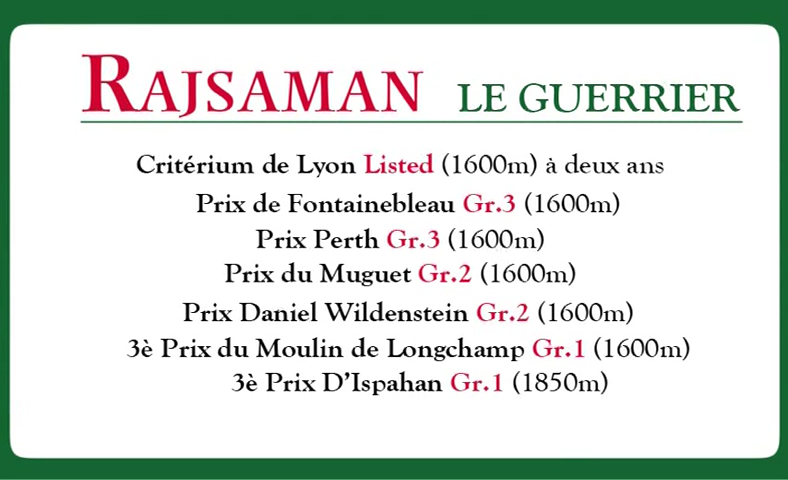 RAJSAMAN LE GUERRIER
Critérium de Lyon Listed (1600m) à deux ans
Prix de Fontainebleau Gr.3 (1600m)
Prix Perth Gr.3 (1600m)
Prix du Muguet Gr.2 (1600m)
Prix Daniel Wildenstein Gr.2 (1600m)
3è Prix du Moulin de Longchamp Gr.1 (1600m)
3è Prix D'Ispahan Gr.1 (1850m)